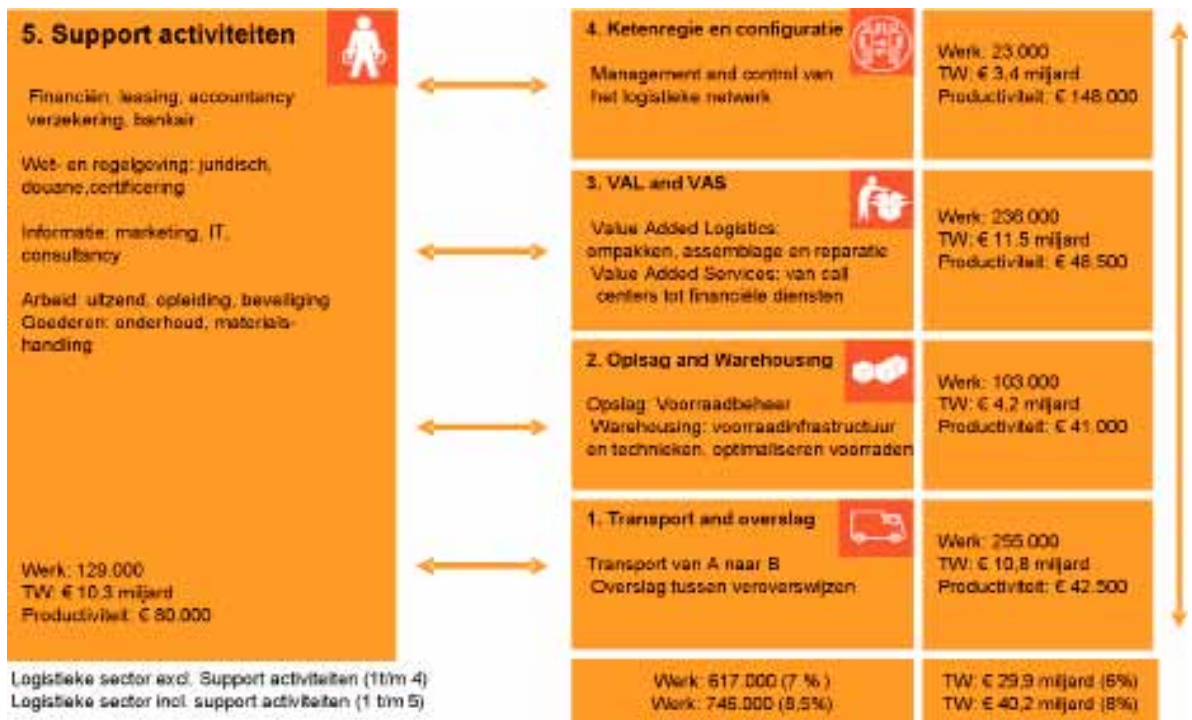 5. Support activiteiten
Financiën, leasing, accountancy
verzekering, bankair
Wet- en regelgeving: juridisch,
douane,certificering
Informatie: marketing, IT,
consultancy
Arbeid: uitzend, opleiding, beveiliging
Goederen: onderhoud, materials-
handling
Werk: 129.000
TW: € 10,3 miljard
Productiviteit: € 80.000
4. Ketenregie en configuratie
Management and control van
het logistieke netwerk
Werk: 23.000
TW: € 3,4 miljard
Productiviteit: € 148.000
3. VAL and VAS
Value Added Logistics:
ompakken, assemblage en reparatie
Value Added Services: van call
centers tot financiële diensten
Werk: 236.000
TW: € 11.5 miljard
Productiviteit: € 48.500
2. Oplsag and Warehousing
Opslag: Voorraadbeheer
Warehousing: voorraadinfrastructuur
en technieken, optimaliseren voorraden
Werk: 103.000
TW: € 4,2 miljard
Productiviteit: € 41.000
1. Transport and overslag
Transport van A naar B
Overslag tussen veroverswijzen
Werk: 255.000
TW: € 10,8 miljard
Productiviteit: € 42.500
Logistieke sector excl. Support activiteiten (1t/m 4)
Logistieke sector incl. support activiteiten (1 t/m 5)
Werk: 617.000 (7 % )
Werk: 746.000 (8,5%)
TW: € 29,9 miljard (6%)
TW: € 40,2 miljard (8%)